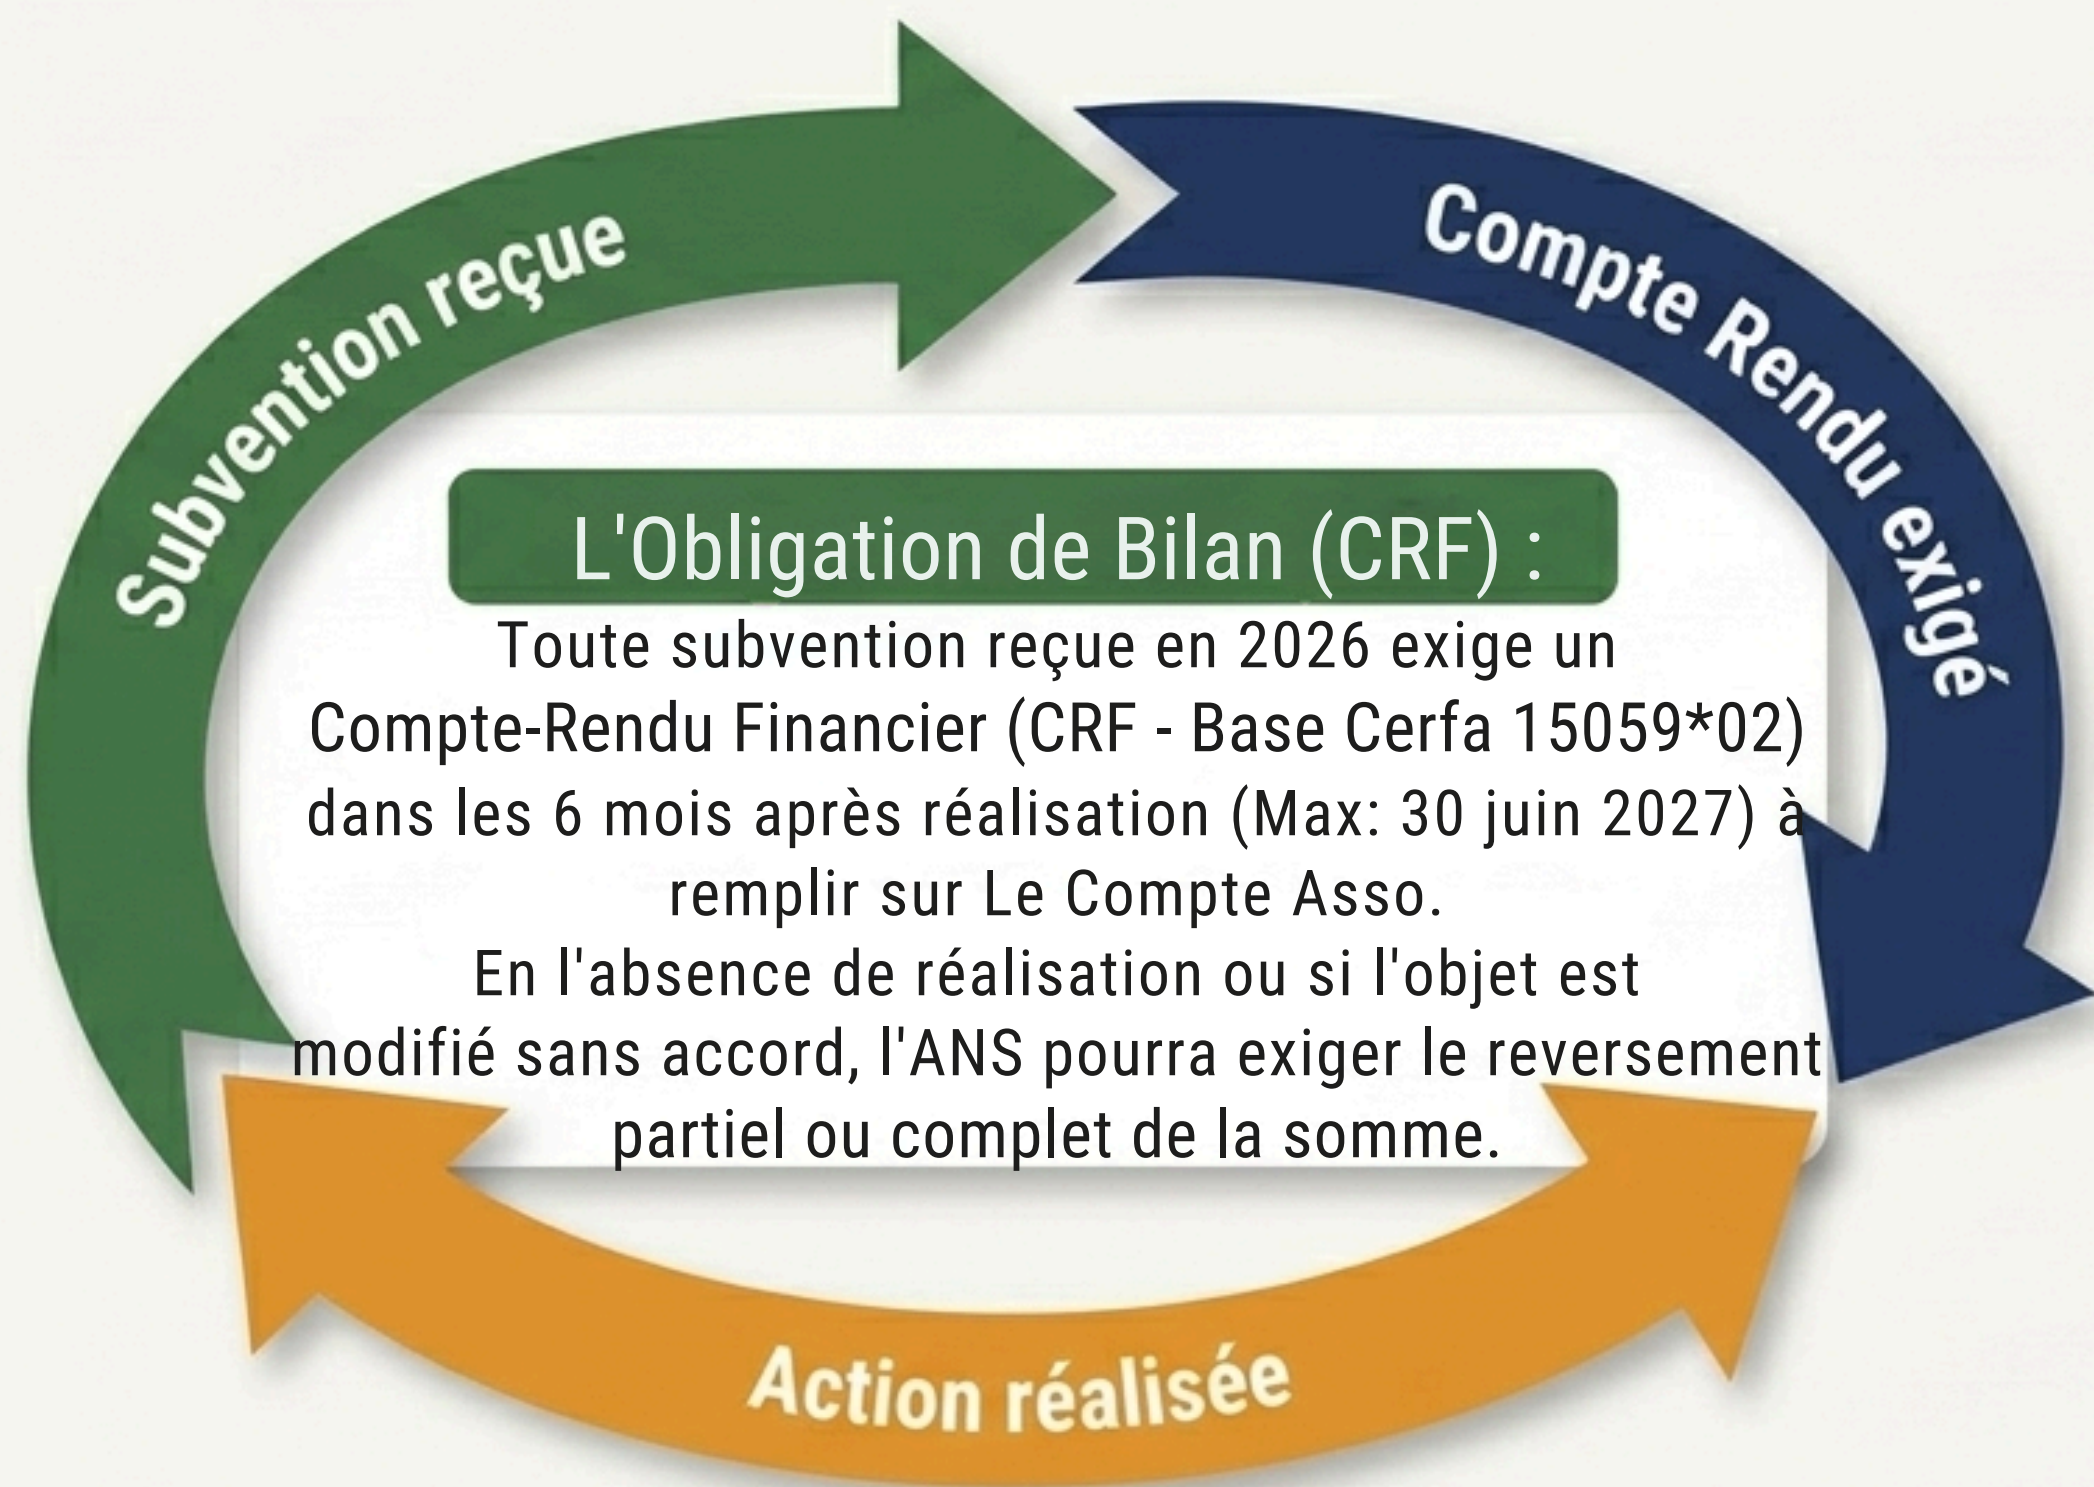 Subvention reçue
Compte Rendu exigé
L'Obligation de Bilan (CRF) :
Toute subvention reçue en 2026 exige un
Compte-Rendu Financier (CRF - Base Cerfa 15059*02)
dans les 6 mois après réalisation (Max: 30 juin 2027) à
remplir sur Le Compte Asso.
En l'absence de réalisation ou si l'objet est
modifié sans accord, l'ANS pourra exiger le reversement
partiel ou complet de la somme.
Action réalisée